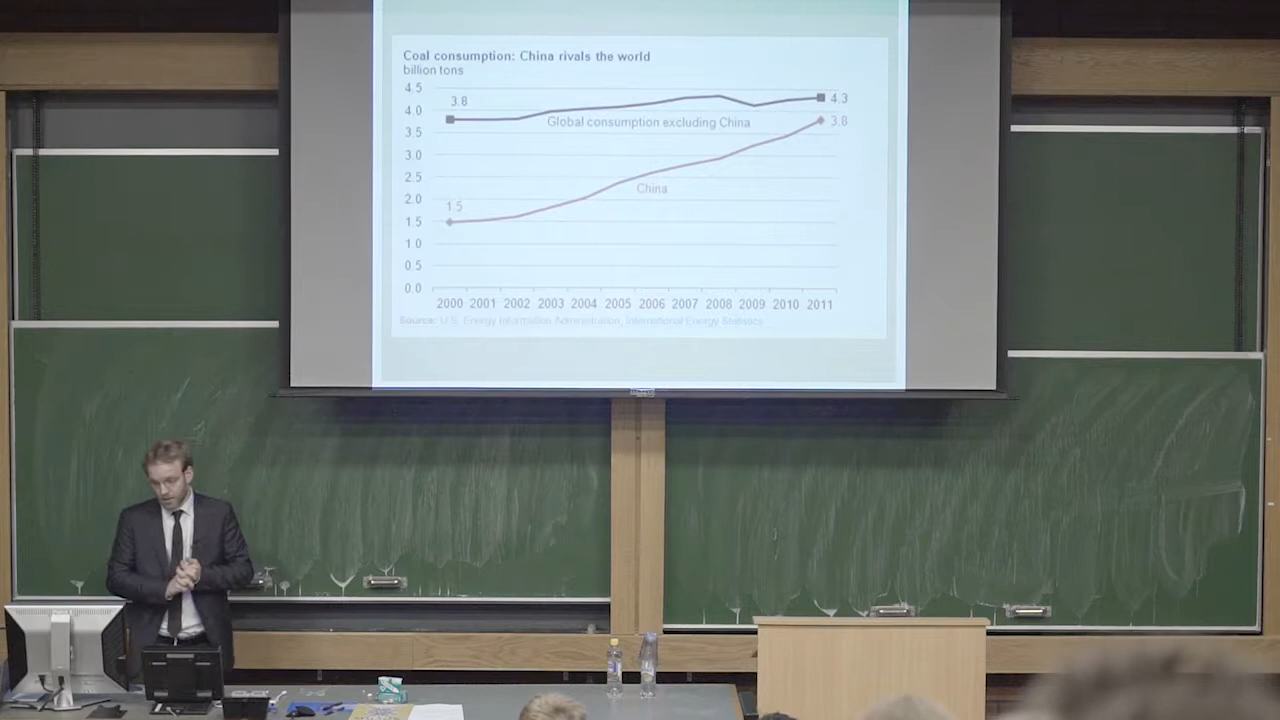 Coal consumption: China rivals the world
billion tons
4.5
4.0
3.5
3.0
2.5
2.0
1.5
1.0
0.5
0.0
3.8
4.3
Global consumption excluding China
3.8
China
1.5
2000 2001 2002 2003 2004 2005 2006 2007 2008 2009 2010 2011
Source: U.S. Energy Information Administration, International Energy Statistics